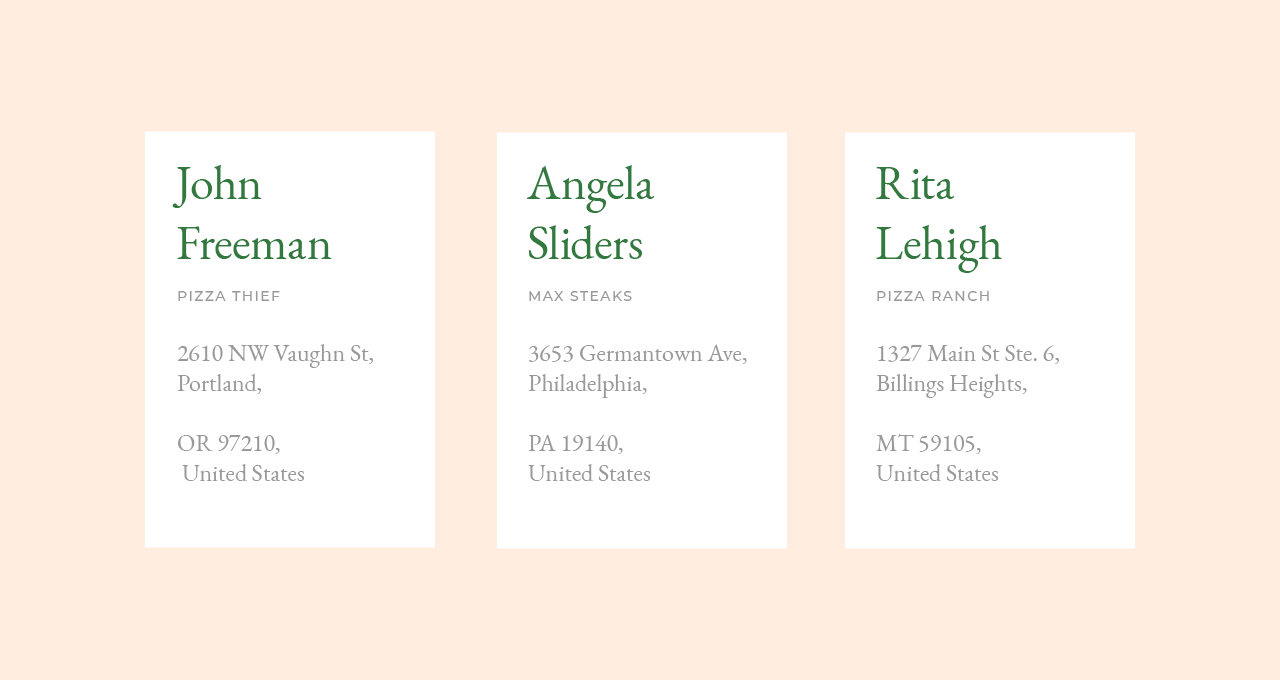 John
Freeman
PIZZA THIEF
2610 NW Vaughn St,
Portland,
OR 97210,
United States
Angela
Sliders
MAX STEAKS
3653 Germantown Ave,
Philadelphia,
PA 19140,
United States
Rita
Lehigh
PIZZA RANCH
1327 Main St Ste. 6,
Billings Heights,
MT 59105,
United States